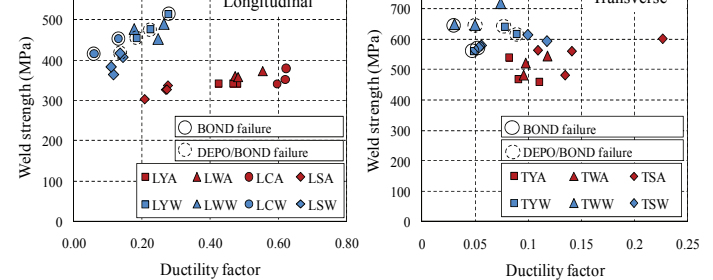 Longitudinal
500
400
300
200
100
0
Weld strength (MPa)
BOND failure
DEPO/BOND failure
LYA LWA LCA LSA
LYW LWW LCW LSW
0.00 0.20 0.40 0.60 0.80
Ductility factor
Transverse
700
600
500
400
300
200
100
0
Weld strength (MPa)
BOND failure
DEPO/BOND failure
TYA TWA TSA
TYW TWW TSW
0 0.05 0.1 0.15 0.2 0.25
Ductility factor